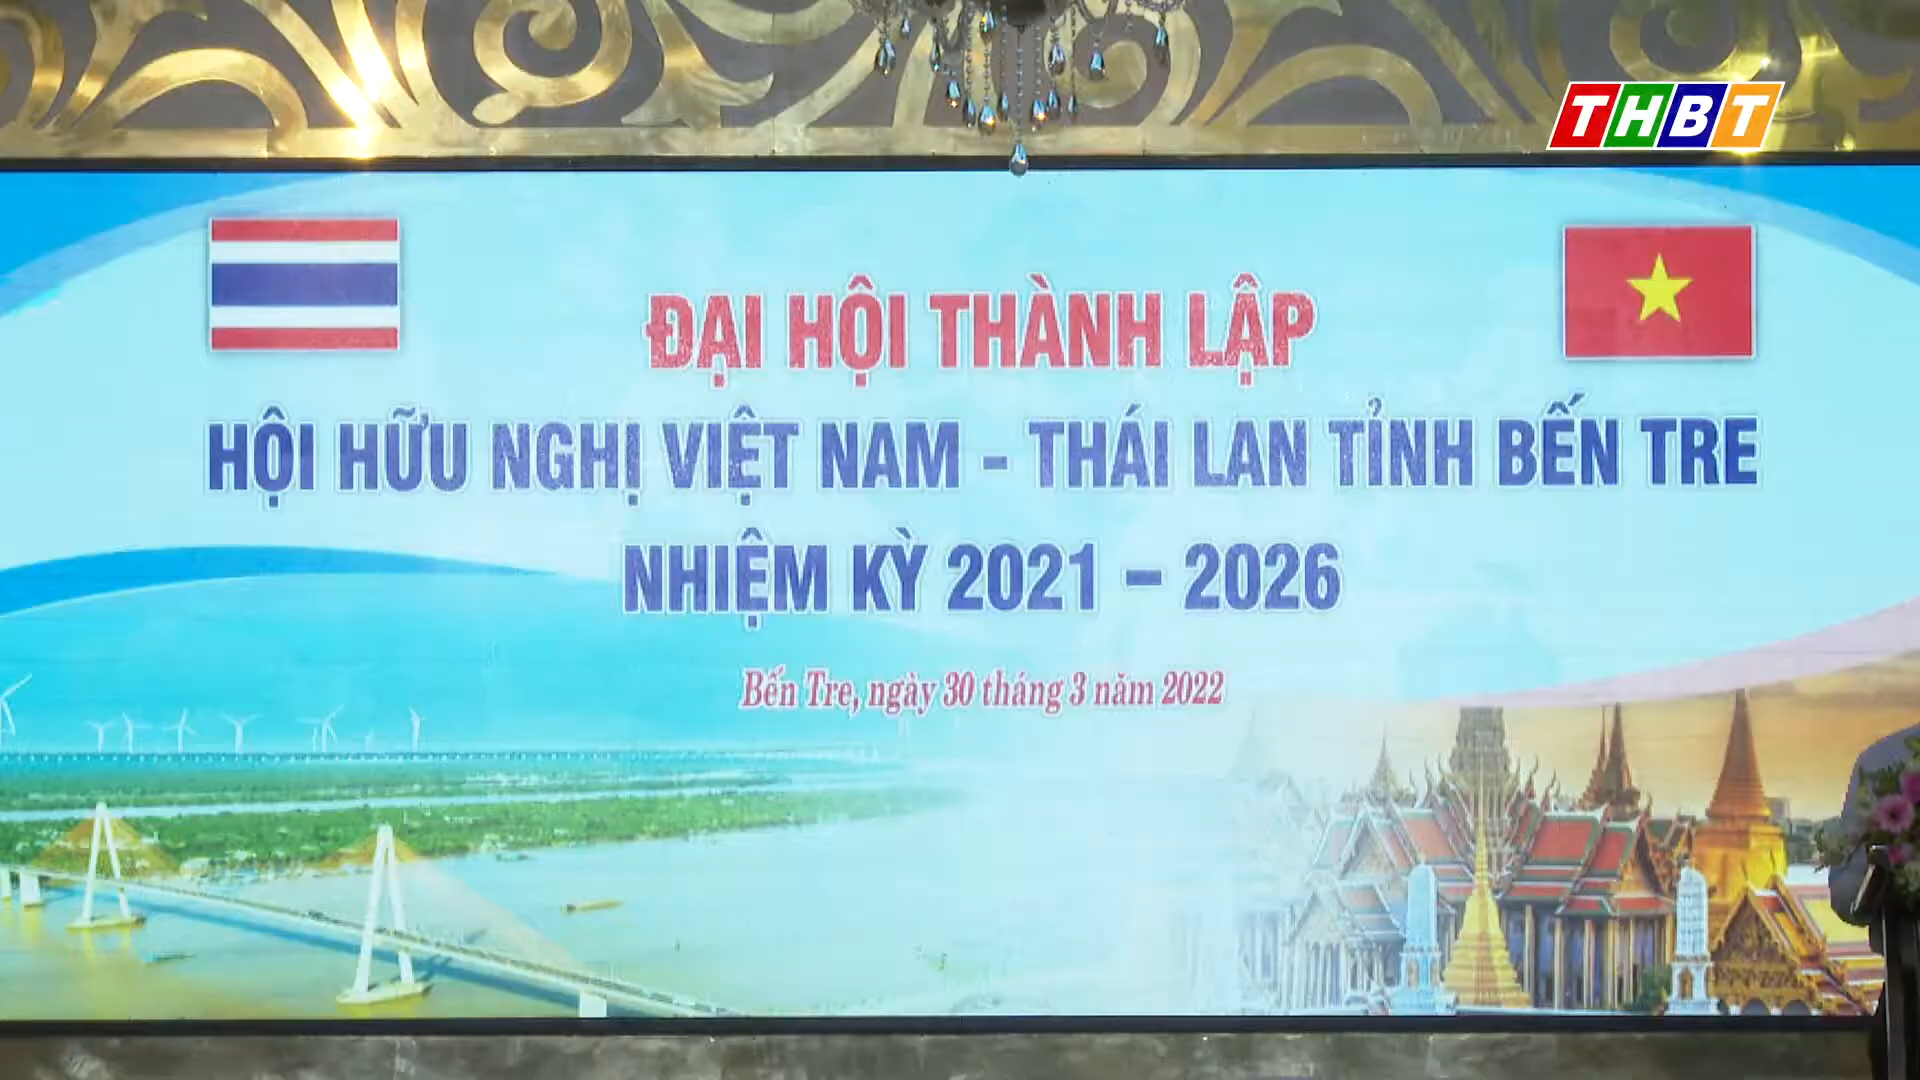 THBT
ĐẠI HỘI THÀNH LẬP
HỘI HỮU NGHỊ VIỆT NAM - THÁI LAN TỈNH BẾN TRE
NHIỆM KỲ 2021 – 2026
Bến Tre, ngày 30 tháng 3 năm 2022